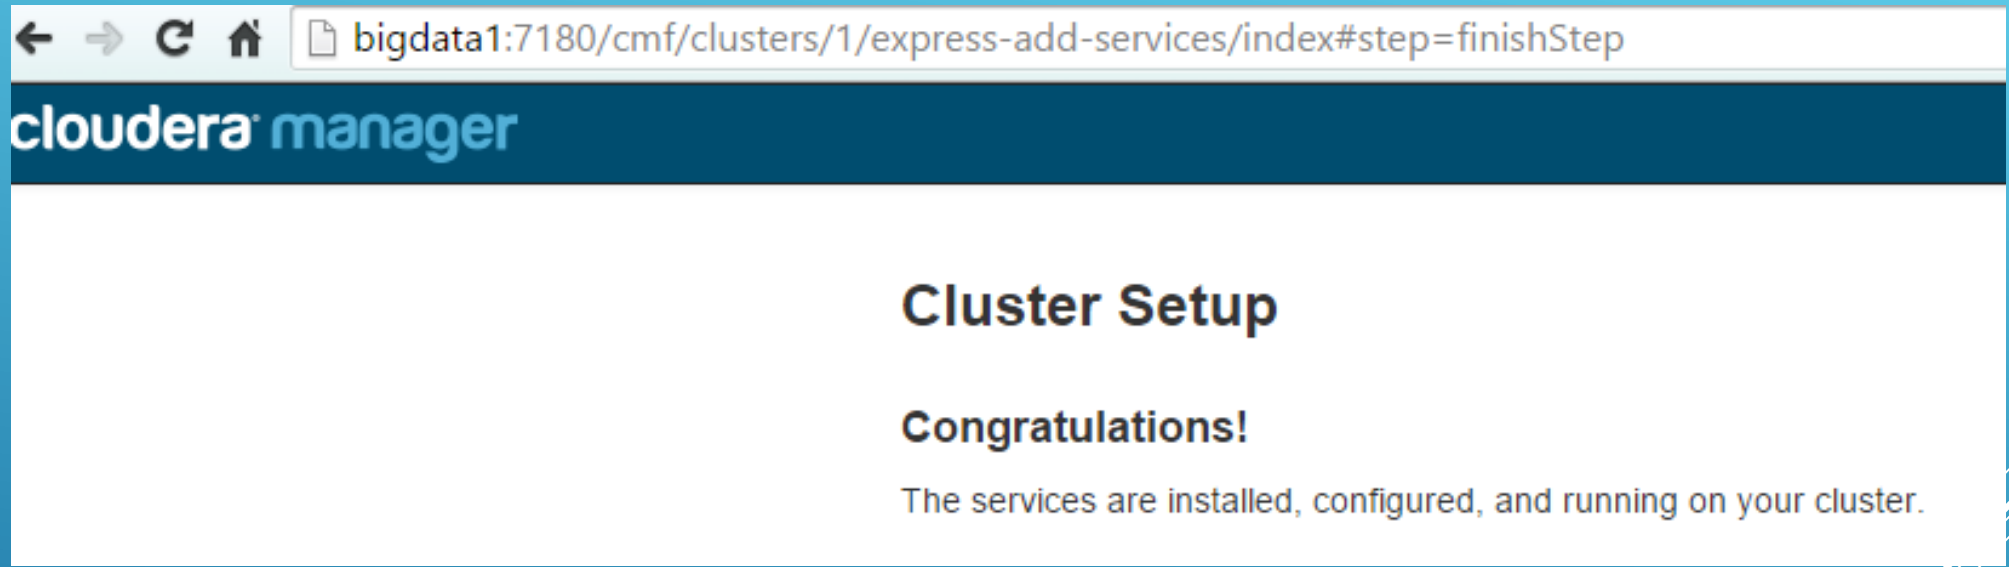 bigdata1:7180/cmf/clusters/1/express-add-services/index#step=finishStep
cloudera manager
Cluster Setup
Congratulations!
The services are installed, configured, and running on your cluster.